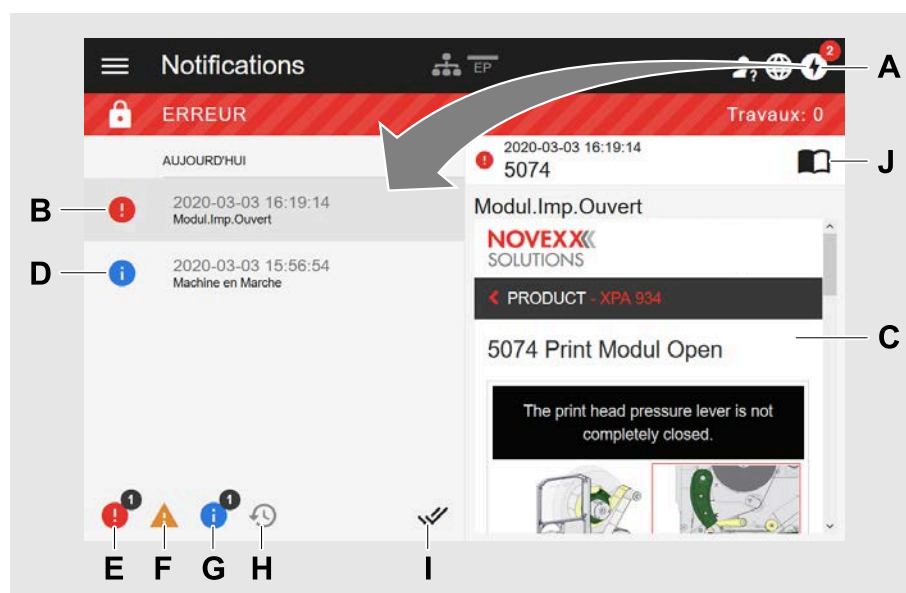 Notifications
EP
2
A
ERREUR
Travaux: 0
AUJOURD'HUI
2020-03-03 16:19:14
5074
J
B
2020-03-03 16:19:14
Modul.Imp.Ouvert
Modul.Imp.Ouvert
NOVEXX
SOLUTIONS
D
2020-03-03 15:56:54
Machine en Marche
PRODUCT - XPA 934
5074 Print Modul Open
C
The print head pressure lever is not
completely closed.
1
1
E F G H I